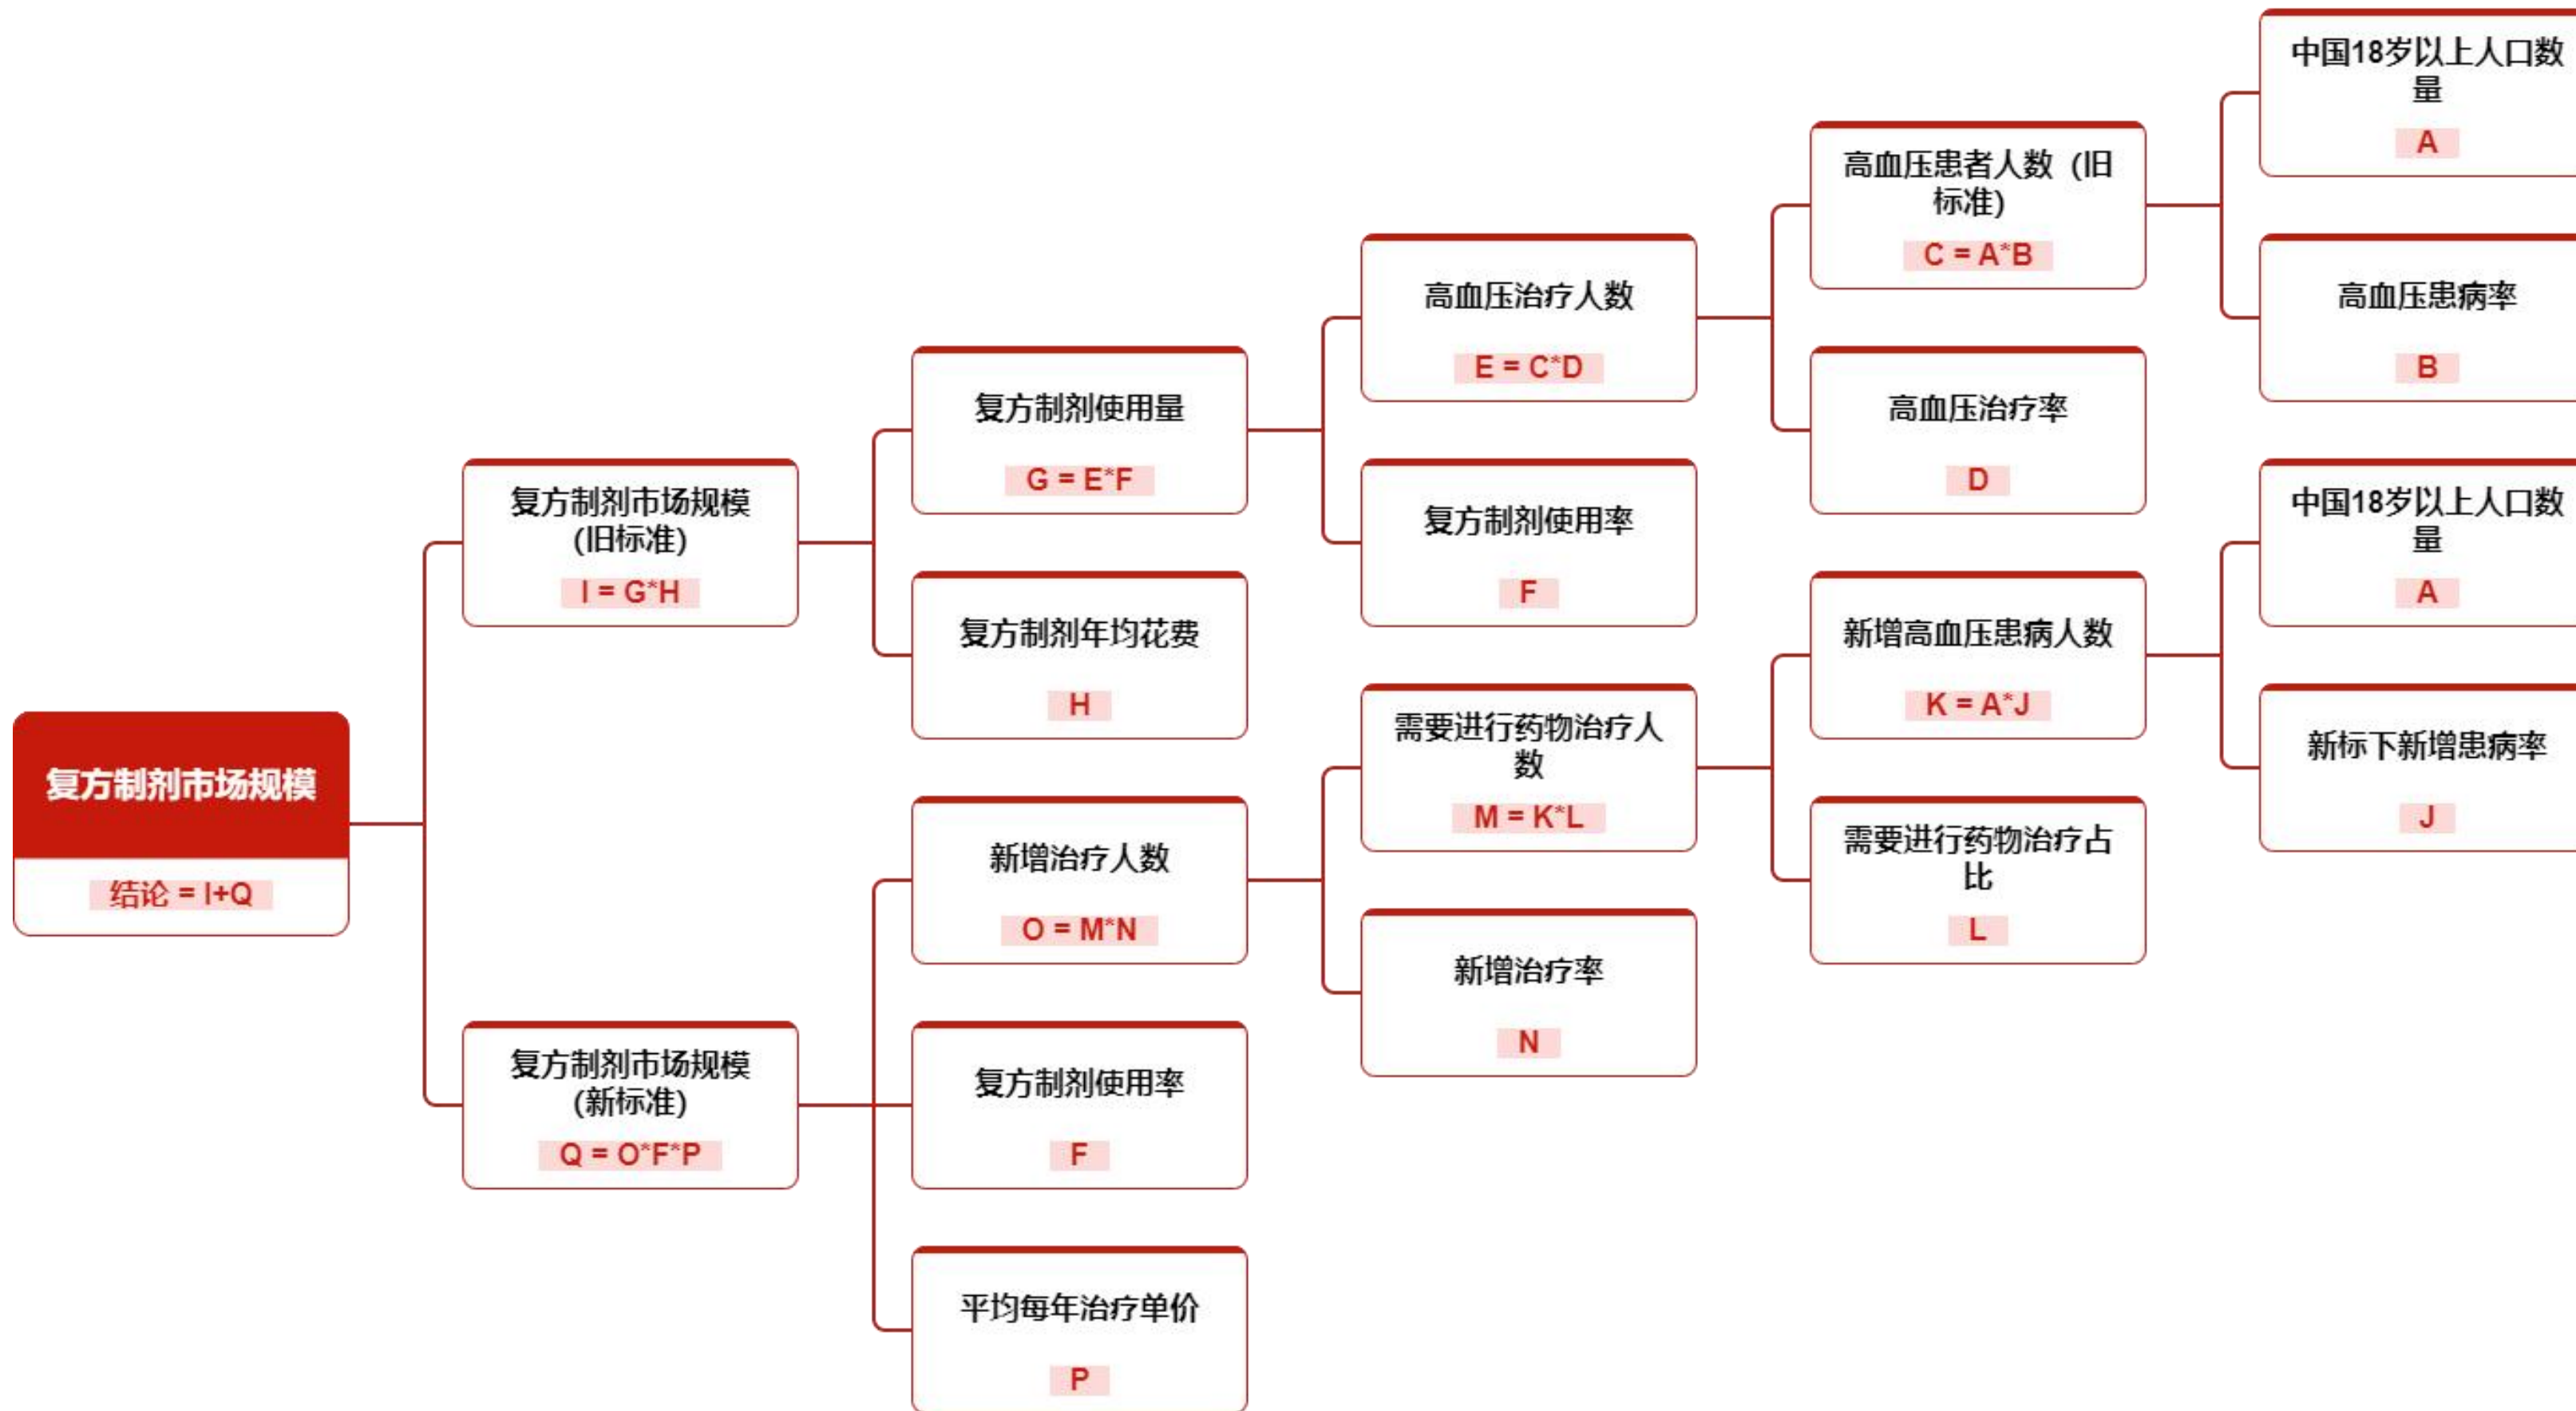 复方制剂市场规模
结论 = I+Q
复方制剂市场规模
(旧标准)
I = G*H
复方制剂市场规模
(新标准)
Q = O*F*P
复方制剂使用量
G = E*F
复方制剂年均花费
H
新增治疗人数
O = M*N
复方制剂使用率
F
平均每年治疗单价
P
高血压治疗人数
E = C*D
复方制剂使用率
F
需要进行药物治疗人
数
M = K*L
新增治疗率
N
高血压患者人数 (旧
标准)
C = A*B
高血压治疗率
D
新增高血压患病人数
K = A*J
需要进行药物治疗占
比
L
中国18岁以上人口数
量
A
高血压患病率
B
中国18岁以上人口数
量
A
新标下新增患病率
J